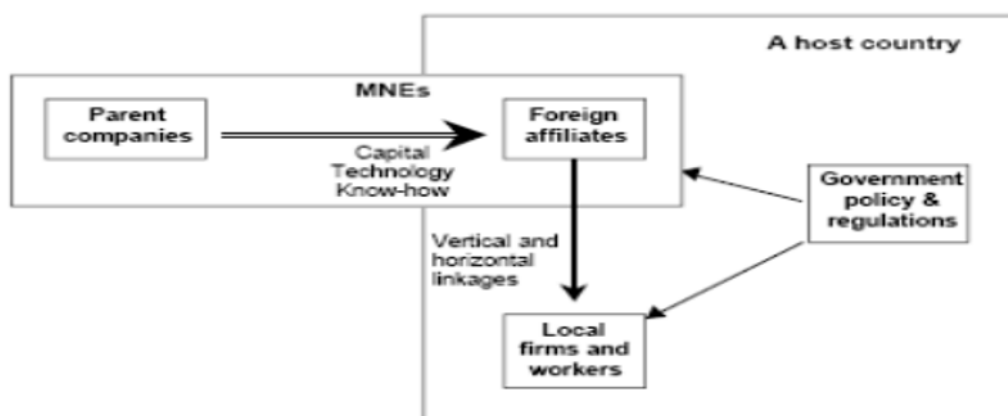 A host country
MNEs
Parent
companies
Foreign
affiliates
Capital
Technology
Know-how
Government
policy &
regulations
Vertical and
horizontal
linkages
Local
firms and
workers